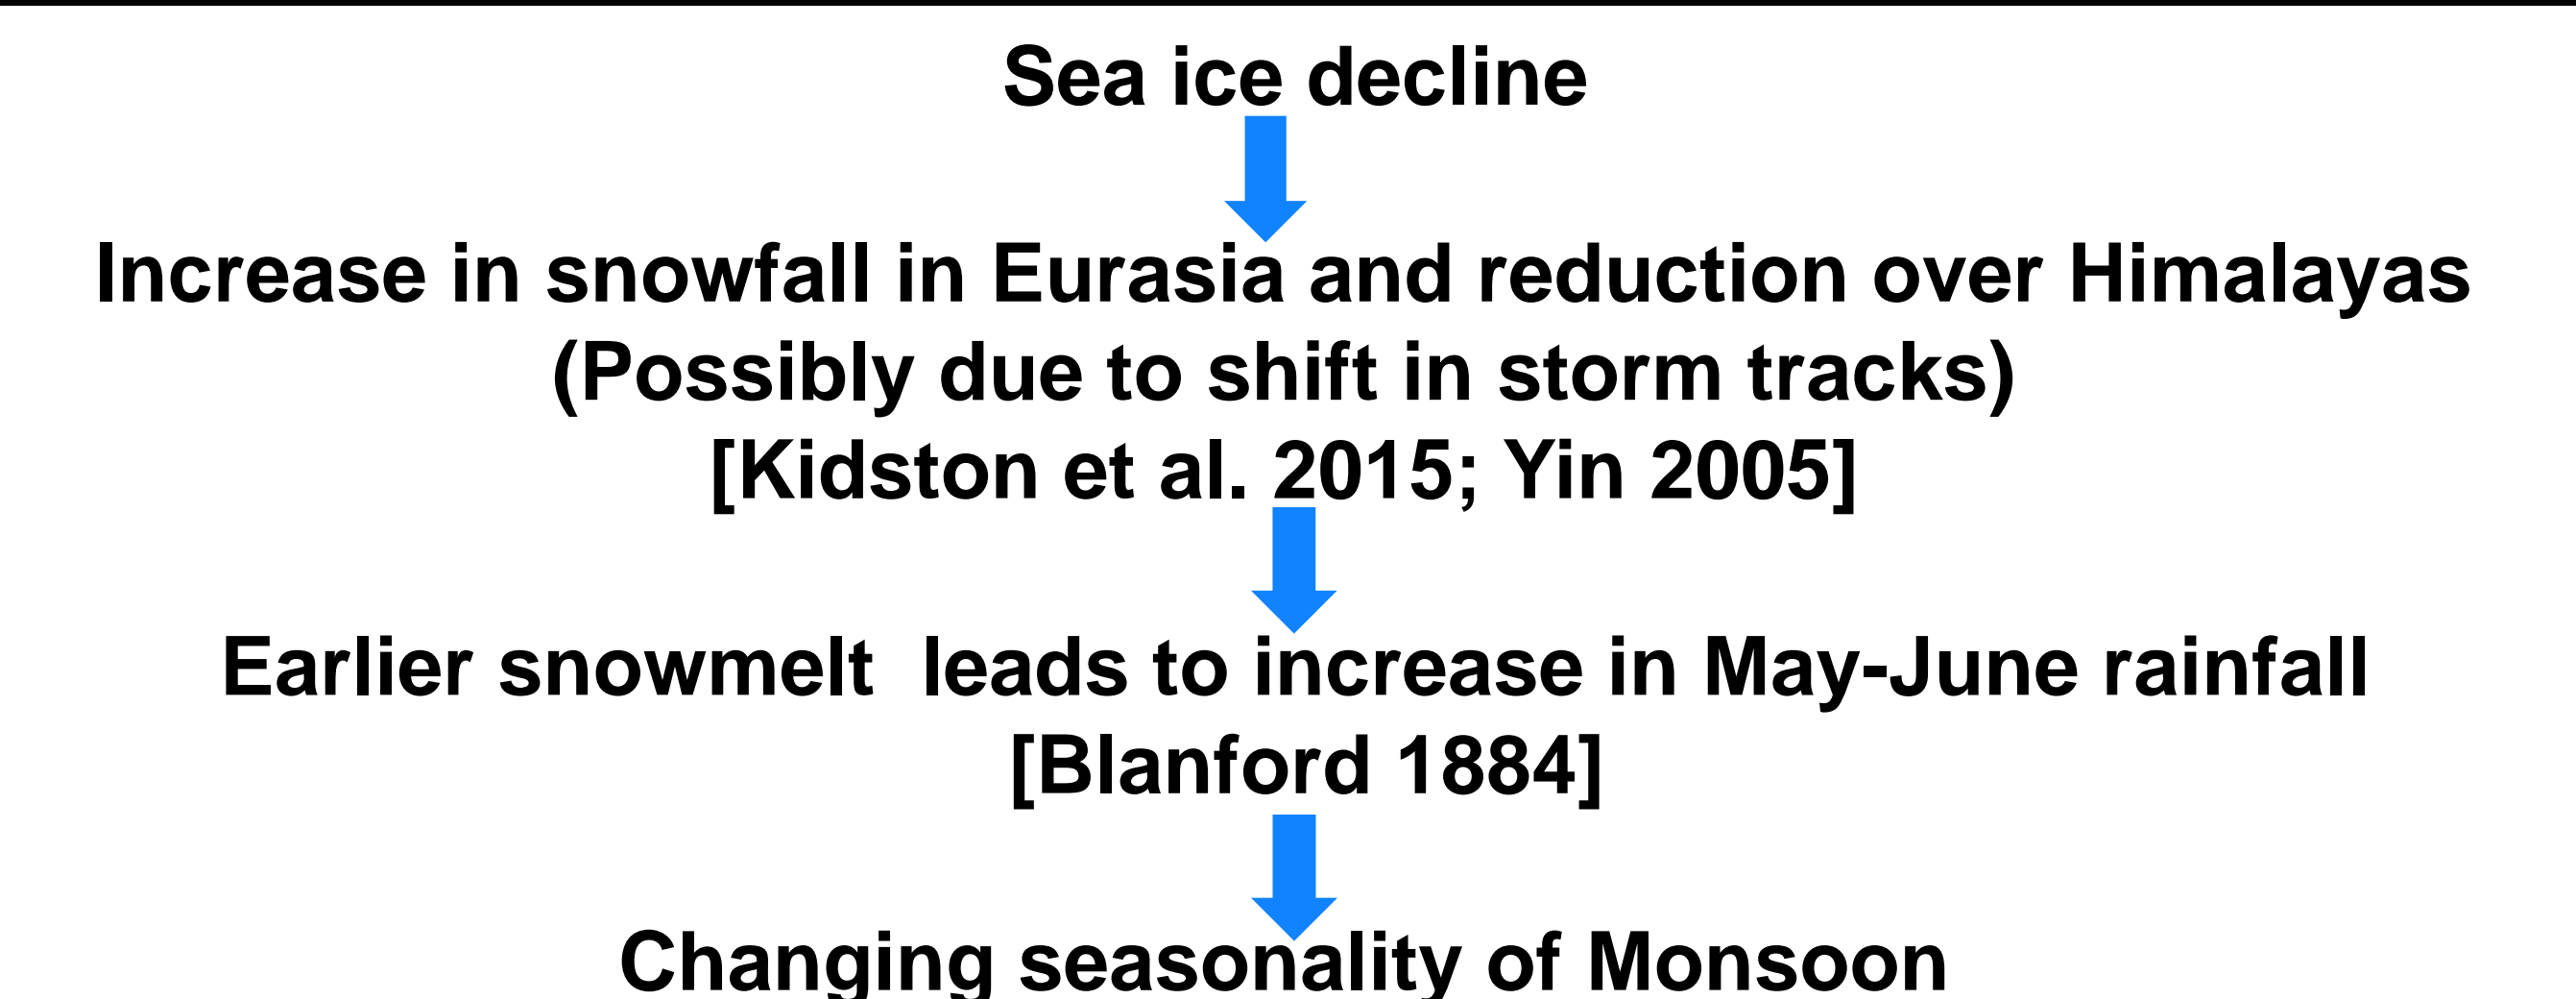 Sea ice decline
Increase in snowfall in Eurasia and reduction over Himalayas
(Possibly due to shift in storm tracks)
[Kidston et al. 2015; Yin 2005]
Earlier snowmelt  leads to increase in May-June rainfall
[Blanford 1884]
Changing seasonality of Monsoon